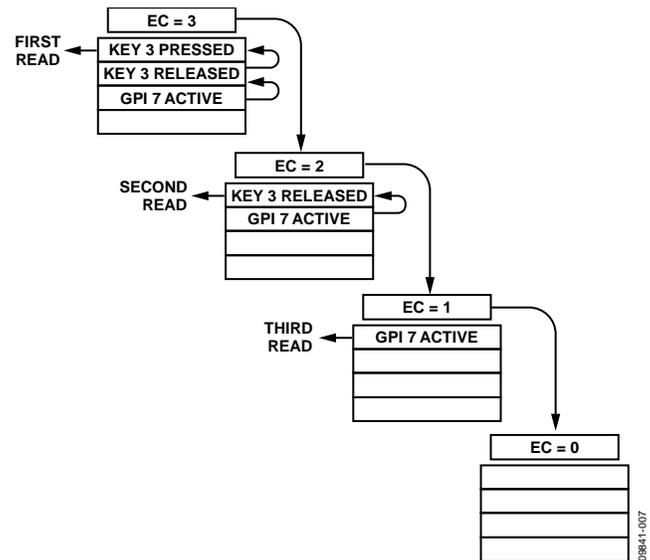 EC = 3
FIRST
READ
KEY 3 PRESSED
KEY 3 RELEASED
GPI 7 ACTIVE
EC = 2
SECOND
READ
KEY 3 RELEASED
GPI 7 ACTIVE
EC = 1
THIRD
READ
GPI 7 ACTIVE
EC = 0
09841-007